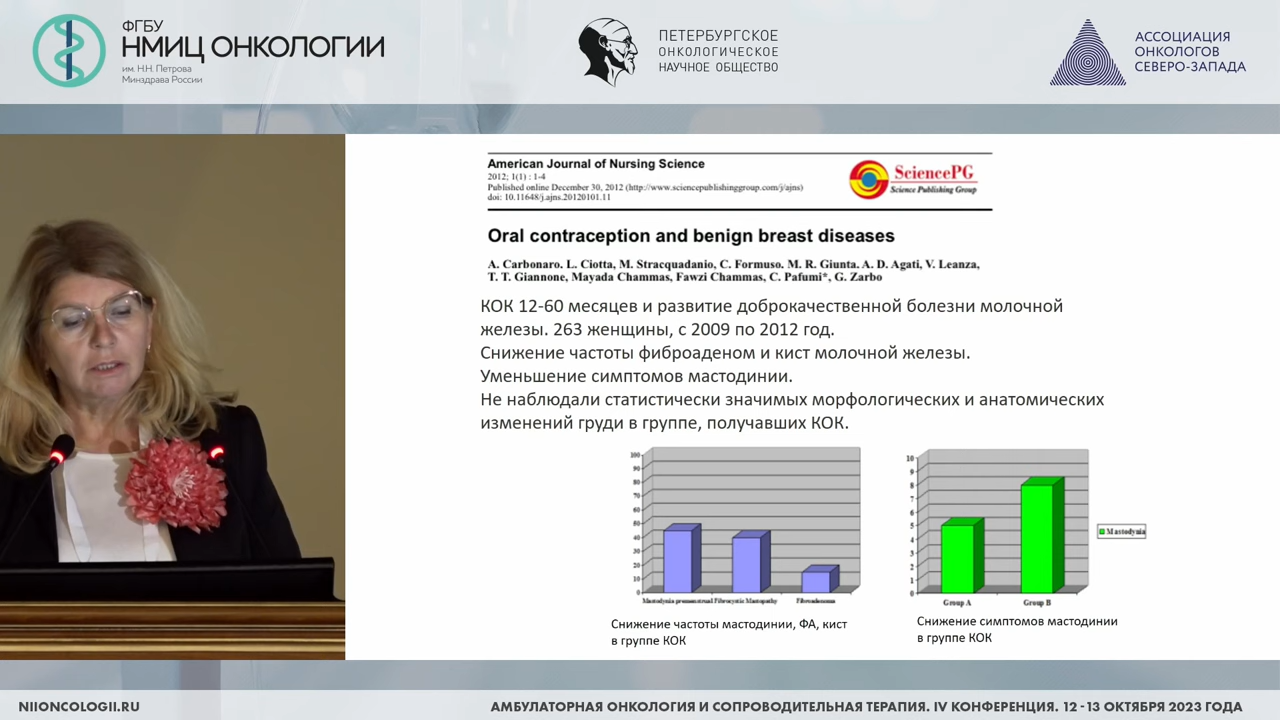 ФГБУ
НМИЦ ОНКОЛОГИИ
им. Н.Н. Петрова
Минздрава России
ПЕТЕРБУРГСКОЕ
ОНКОЛОГИЧЕСКОЕ
НАУЧНОЕ ОБЩЕСТВО
АССОЦИАЦИЯ
ОНКОЛОГОВ
СЕВЕРО-ЗАПАДА
American Journal of Nursing Science
2012; 1(1) : 1-4
Published online December 30, 2012 (http://www.sciencepublishinggroup.com/j/ajns)
doi: 10.11648/j.ajns.20120101.11
SciencePG
Science Publishing Group
Oral contraception and benign breast diseases
A. Carbonaro, L. Ciotta, M. Stracquadanio, C. Formuso, M. R. Giunta, A. D. Agati, V. Leanza,
T. T. Giannone, Mayada Chammas, Fawzi Chammas, C. Pafumi*, G. Zarbo
КОК 12-60 месяцев и развитие доброкачественной болезни молочной
железы. 263 женщины, с 2009 по 2012 год.
Снижение частоты фиброаденом и кист молочной железы.
Уменьшение симптомов мастодинии.
Не наблюдали статистически значимых морфологических и анатомических
изменений груди в группе, получавших КОК.
100
90
80
70
60
50
40
30
20
10
0
Mastodynia premenstrual Fibrocystic Mastopathy Fibroadenoma
Снижение частоты мастодинии, ФА, кист
в группе КОК
10
9
8
7
6
5
4
3
2
1
0
Group A Group B
Mastodynia
Снижение симптомов мастодинии
в группе КОК
NIIONCOLOGII.RU
АМБУЛАТОРНАЯ ОНКОЛОГИЯ И СОПРОВОДИТЕЛЬНАЯ ТЕРАПИЯ. IV КОНФЕРЕНЦИЯ. 12 - 13 ОКТЯБРЯ 2023 ГОДА